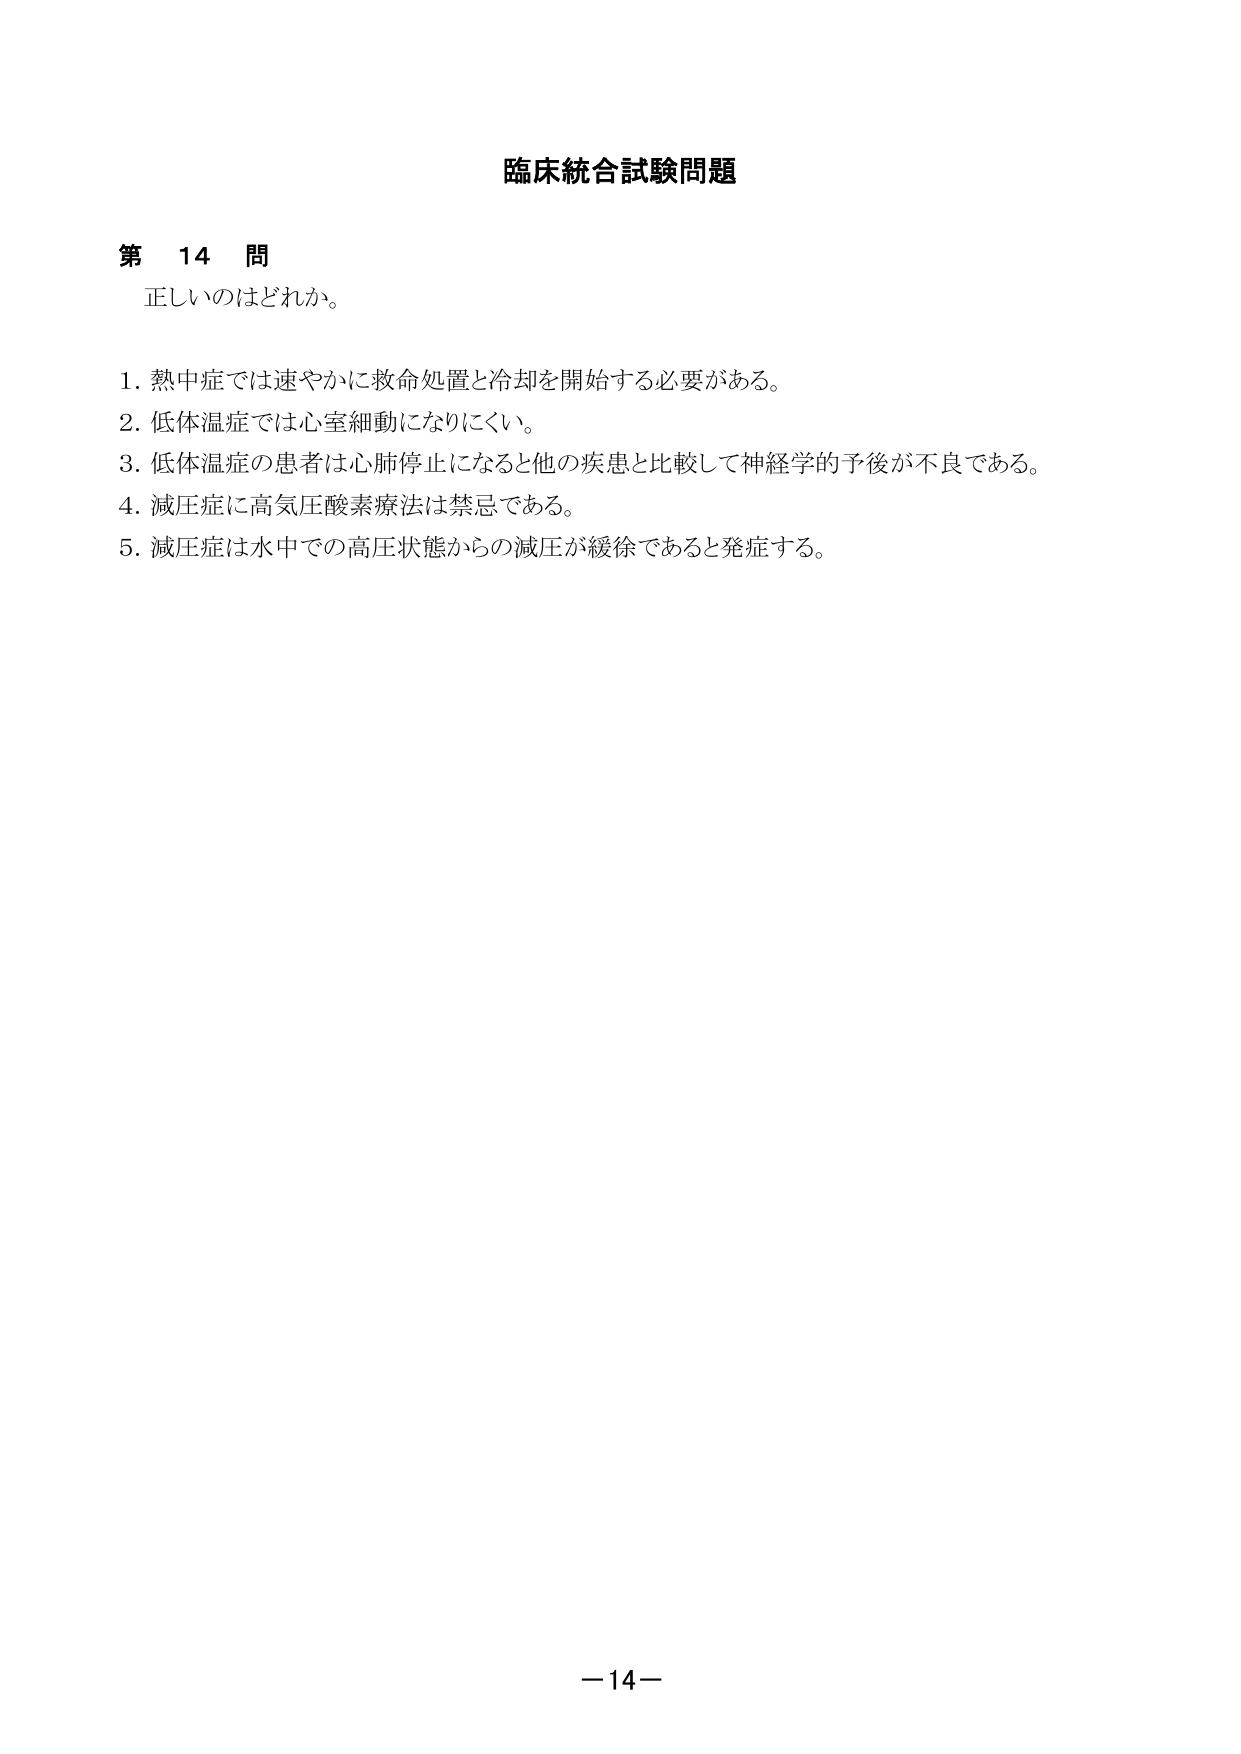 臨床統合試験問題
第　14　問
正しいのはどれか。
1. 熱中症では速やかに救命処置と冷却を開始する必要がある。
2. 低体温症では心室細動になりにくい。
3. 低体温症の患者は心肺停止になると他の疾患と比較して神経学的予後が不良である。
4. 減圧症に高気圧酸素療法は禁忌である。
5. 減圧症は水中での高圧状態からの減圧が緩徐であると発症する。
―14―